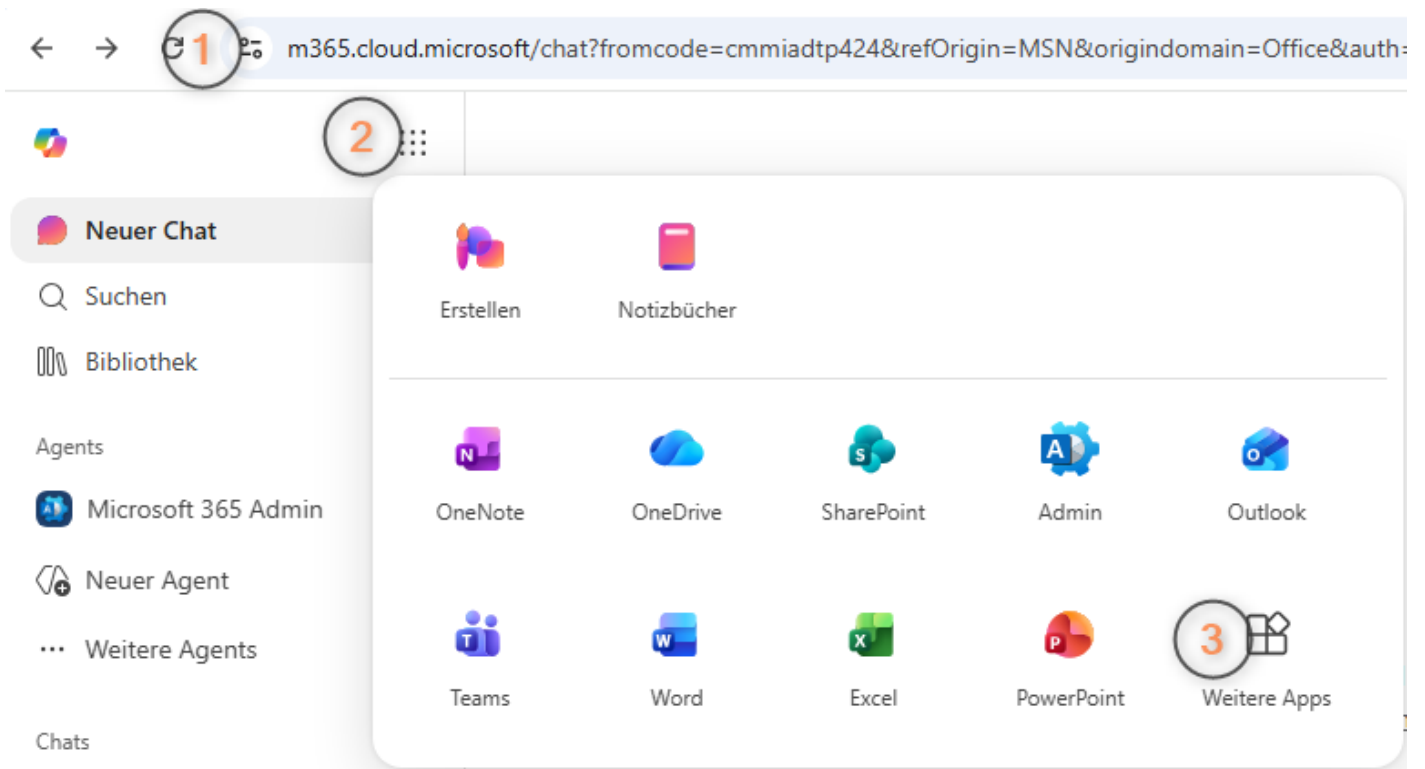 1
m365.cloud.microsoft/chat?fromcode=cmmiadtp424&refOrigin=MSN&origindomain=Office&auth=
2
Neuer Chat
Suchen
Bibliothek
Agents
Microsoft 365 Admin
Neuer Agent
Weitere Agents
Chats
Erstellen
Notizbücher
N
S
A
O
OneNote
OneDrive
SharePoint
Admin
Outlook
T
W
X
P
3
Teams
Word
Excel
PowerPoint
Weitere Apps